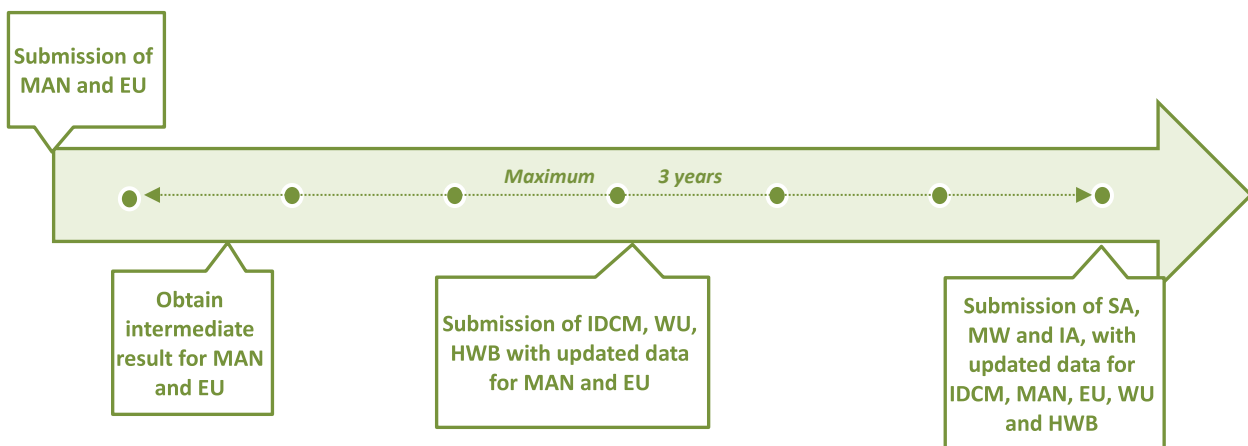 Submission of
MAN and EU
Maximum 3 years
Obtain
intermediate
result for MAN
and EU
Submission of IDCM, WU,
HWB with updated data
for MAN and EU
Submission of SA,
MW and IA, with
updated data for
IDCM, MAN, EU, WU
and HWB